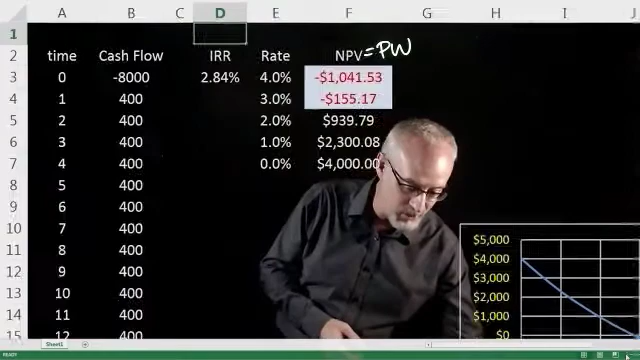 A B C D E F G H I J
1
2 time Cash Flow IRR Rate NPV =PW
3 0 -8000 2.84% 4.0% -$1,041.53
4 1 400 3.0% -$155.17
5 2 400 2.0% $939.79
6 3 400 1.0% $2,300.08
7 4 400 0.0% $4,000.00
8 5 400
9 6 400
10 7 400
11 8 400
12 9 400
13 10 400
14 11 400
15 12 400
$5,000
$4,000
$3,000
$2,000
$1,000
$0
Sheet1
READY